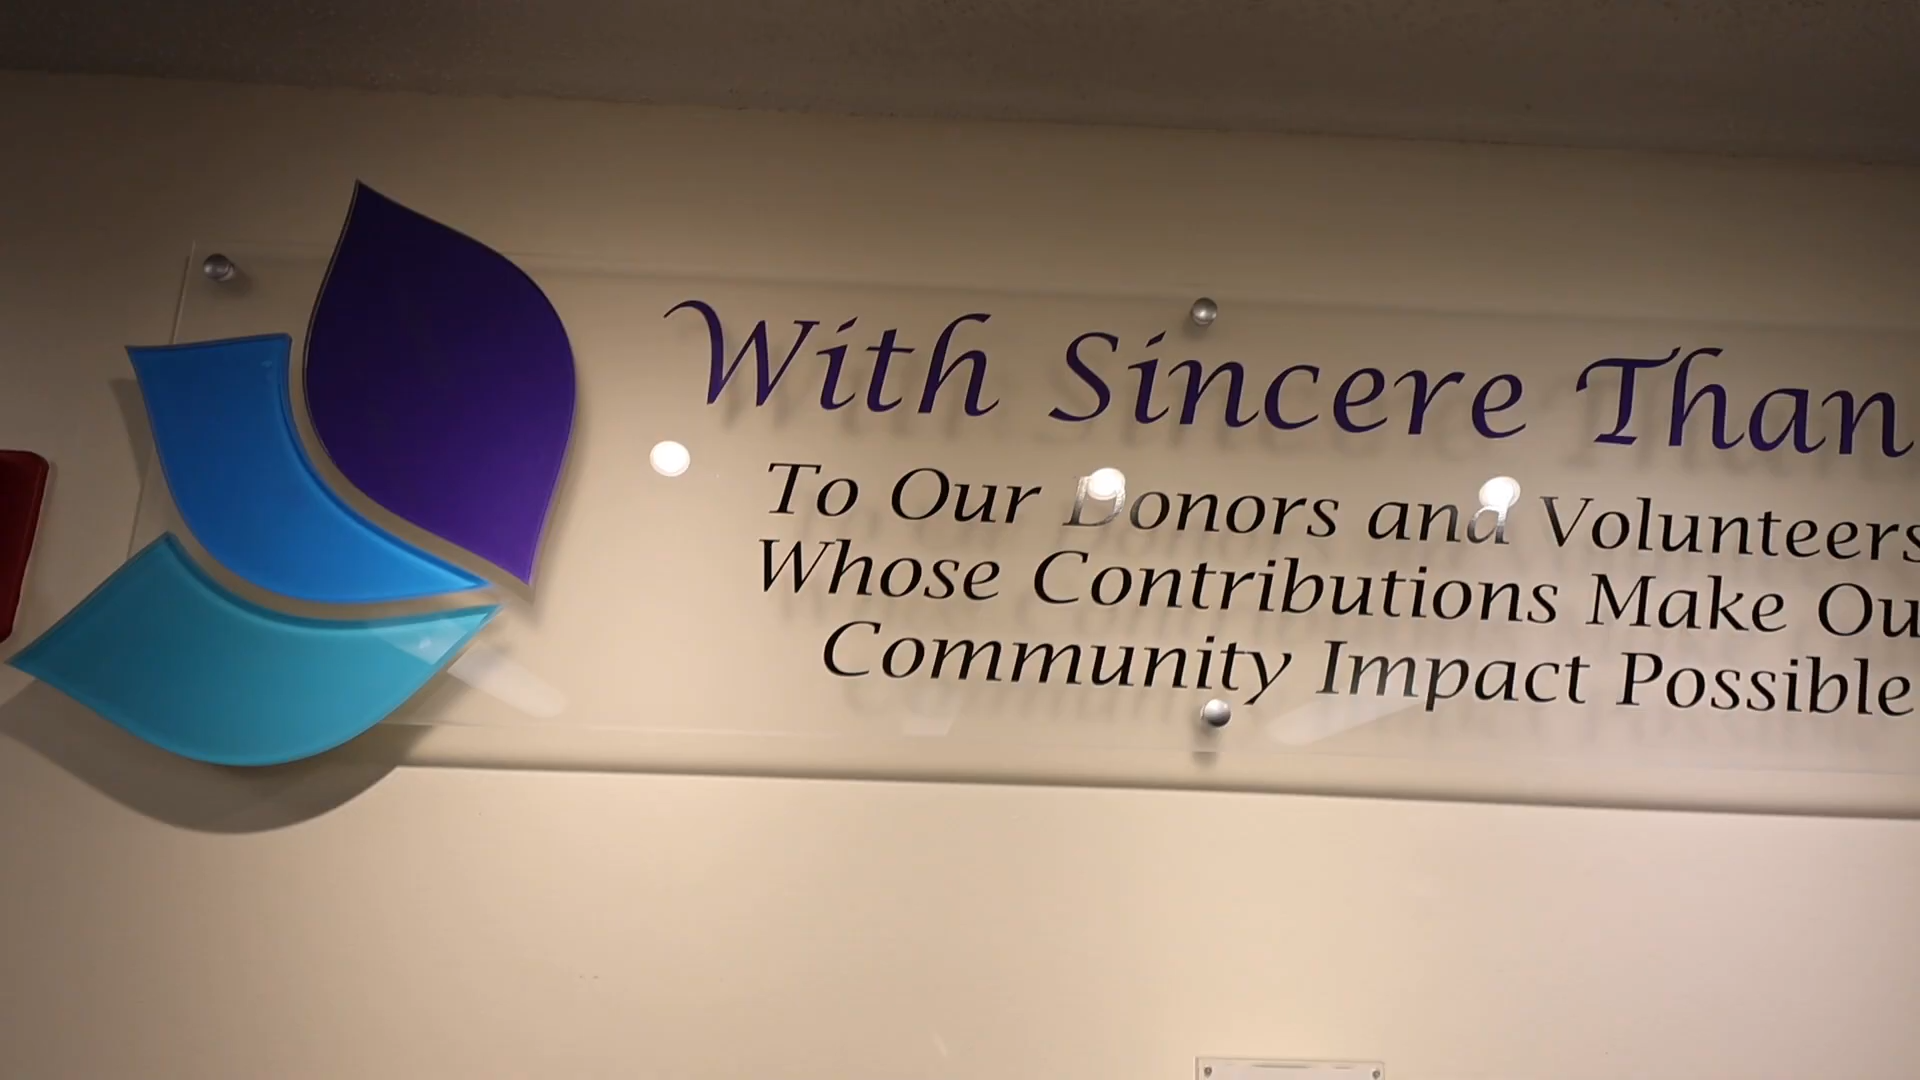 With Sincere Than
To Our Donors and Volunteers
Whose Contributions Make Ou
Community Impact Possible